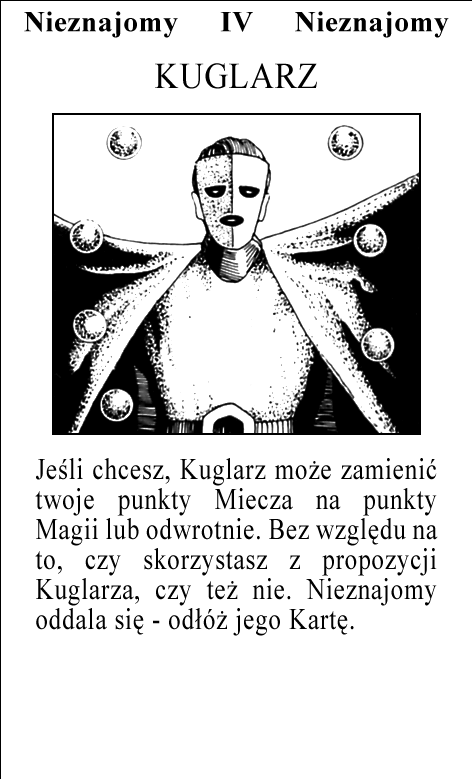 Nieznajomy IV Nieznajomy
KUGLARZ
Jeśli chcesz, Kuglarz może zamienić
twoje punkty Miecza na punkty
Magii lub odwrotnie. Bez względu na
to, czy skorzystasz z propozycji
Kuglarza, czy też nie. Nieznajomy
oddala się - odłóż jego Kartę.